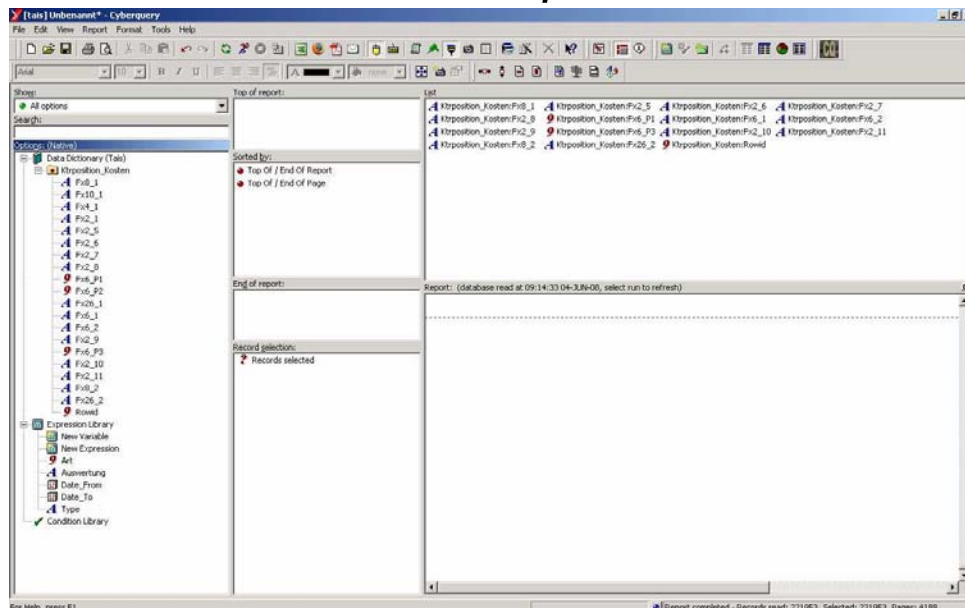 [tais] Unbenannt* - Cyberquery
File Edit View Report Format Tools Help
Arial 10 B I U A none
Show:
All options
Search:
Options: (Native)
Data Dictionary (Tais)
Ktrposition_Kosten
Fx8_1
Fx10_1
Fx4_1
Fx2_1
Fx2_5
Fx2_6
Fx2_7
Fx2_8
Fx6_P1
Fx6_P2
Fx26_1
Fx6_1
Fx6_2
Fx2_9
Fx6_P3
Fx2_10
Fx2_11
Fx8_2
Fx26_2
Rowid
Expression Library
New Variable
New Expression
Art
Auswertung
Date_From
Date_To
Type
Condition Library
Top of report:
Sorted by:
Top Of / End Of Report
Top Of / End Of Page
End of report:
Record selection:
Records selected
List
Ktrposition_Kosten:Fx8_1 Ktrposition_Kosten:Fx2_5 Ktrposition_Kosten:Fx2_6 Ktrposition_Kosten:Fx2_7
Ktrposition_Kosten:Fx2_8 Ktrposition_Kosten:Fx6_P1 Ktrposition_Kosten:Fx6_1 Ktrposition_Kosten:Fx6_2
Ktrposition_Kosten:Fx2_9 Ktrposition_Kosten:Fx6_P3 Ktrposition_Kosten:Fx2_10 Ktrposition_Kosten:Fx2_11
Ktrposition_Kosten:Fx8_2 Ktrposition_Kosten:Fx26_2 Ktrposition_Kosten:Rowid
Report: (database read at 09:14:33 04-JUN-08, select run to refresh)
For Help, press F1
Report completed - Records read: 221953, Selected: 221953, Pages: 4188